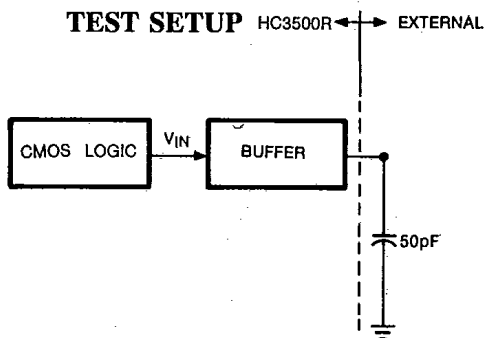 TEST SETUP HC3500R EXTERNAL
CMOS LOGIC VIN BUFFER
50pF